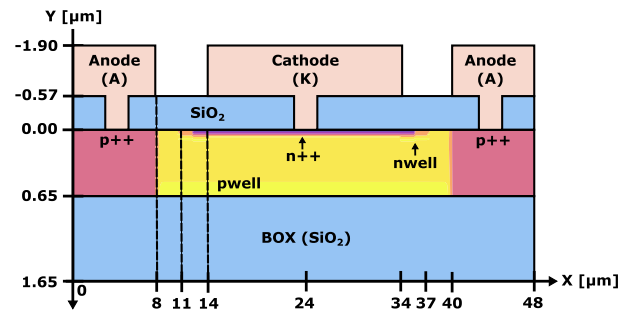 Y [µm]
-1.90
Anode
(A)
Cathode
(K)
Anode
(A)
-0.57
SiO₂
0.00
p++
n++
nwell
p++
pwell
0.65
BOX (SiO₂)
1.65
0
X [µm]
8 11 14 24 34 37 40 48